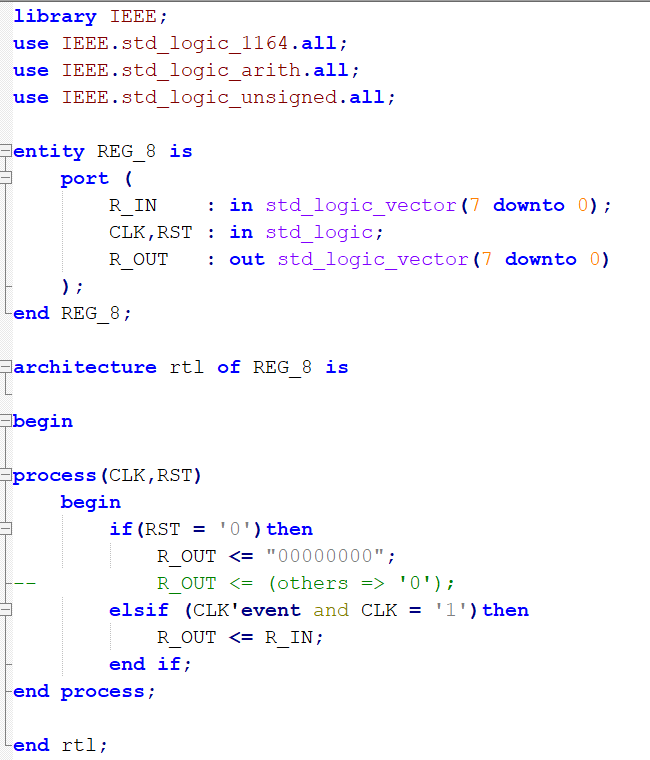 library IEEE;
use IEEE.std_logic_1164.all;
use IEEE.std_logic_arith.all;
use IEEE.std_logic_unsigned.all;
entity REG_8 is
    port (
        R_IN    : in std_logic_vector(7 downto 0);
        CLK,RST : in std_logic;
        R_OUT   : out std_logic_vector(7 downto 0)
    );
end REG_8;
architecture rtl of REG_8 is
begin
process(CLK,RST)
    begin
        if(RST = '0')then
            R_OUT <= "00000000";
--          R_OUT <= (others => '0');
        elsif (CLK'event and CLK = '1')then
            R_OUT <= R_IN;
        end if;
end process;
end rtl;